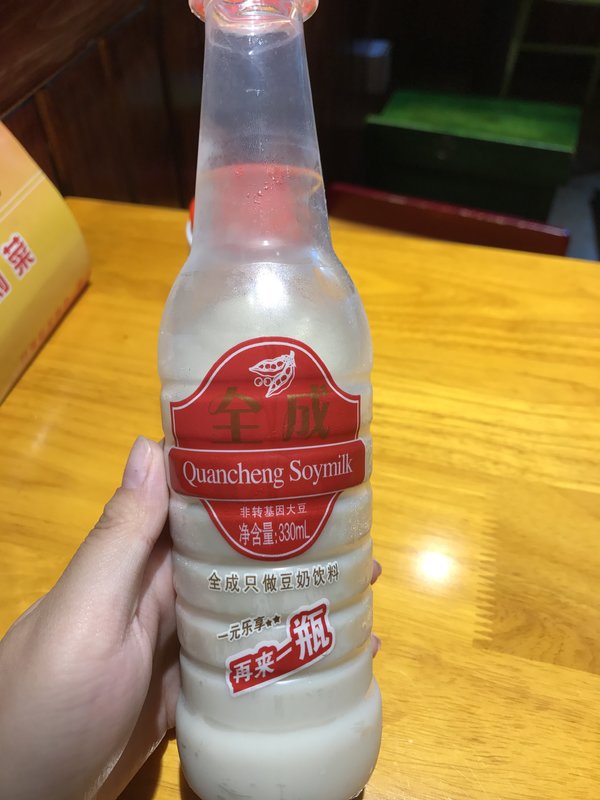 菜
全成
Quancheng Soymilk
非转基因大豆
净含量:330mL
全成只做豆奶饮料
一元乐享
再来一瓶